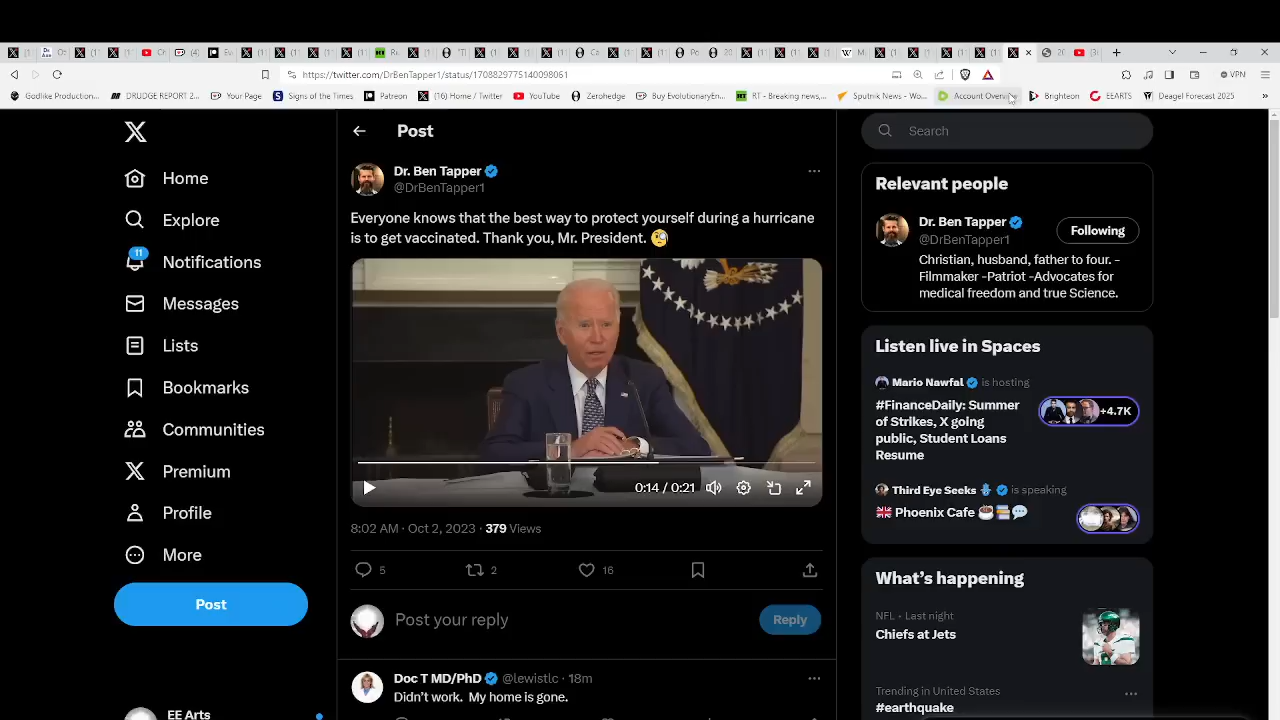 https://twitter.com/DrBenTapper1/status/1708829775140098061
VPN
Godlike Production...
DRUDGE REPORT 2...
Your Page
Signs of the Times
Patreon
(11) Home / Twitter
YouTube
Zerohedge
Buy EvolutionaryEn...
RT - Breaking news,...
Sputnik News - Wo...
Account Overview
Brighteon
EEARTS
Deagel Forecast 2025
Post
Search
Home
Explore
11
Notifications
Messages
Lists
Bookmarks
Communities
Premium
Profile
More
Post
EE Arts
Dr. Ben Tapper
@DrBenTapper1
Everyone knows that the best way to protect yourself during a hurricane
is to get vaccinated. Thank you, Mr. President.
0:14 / 0:21
8:02 AM · Oct 2, 2023 · 379 Views
5
2
16
Post your reply
Reply
Doc T MD/PhD @lewistlc · 18m
Didn't work. My home is gone.
Relevant people
Dr. Ben Tapper
@DrBenTapper1
Following
Christian, husband, father to four. -
Filmmaker -Patriot -Advocates for
medical freedom and true Science.
Listen live in Spaces
Mario Nawfal is hosting
#FinanceDaily: Summer
of Strikes, X going
public, Student Loans
Resume
+4.7K
Third Eye Seeks is speaking
Phoenix Cafe
What's happening
NFL · Last night
Chiefs at Jets
Trending in United States
#earthquake